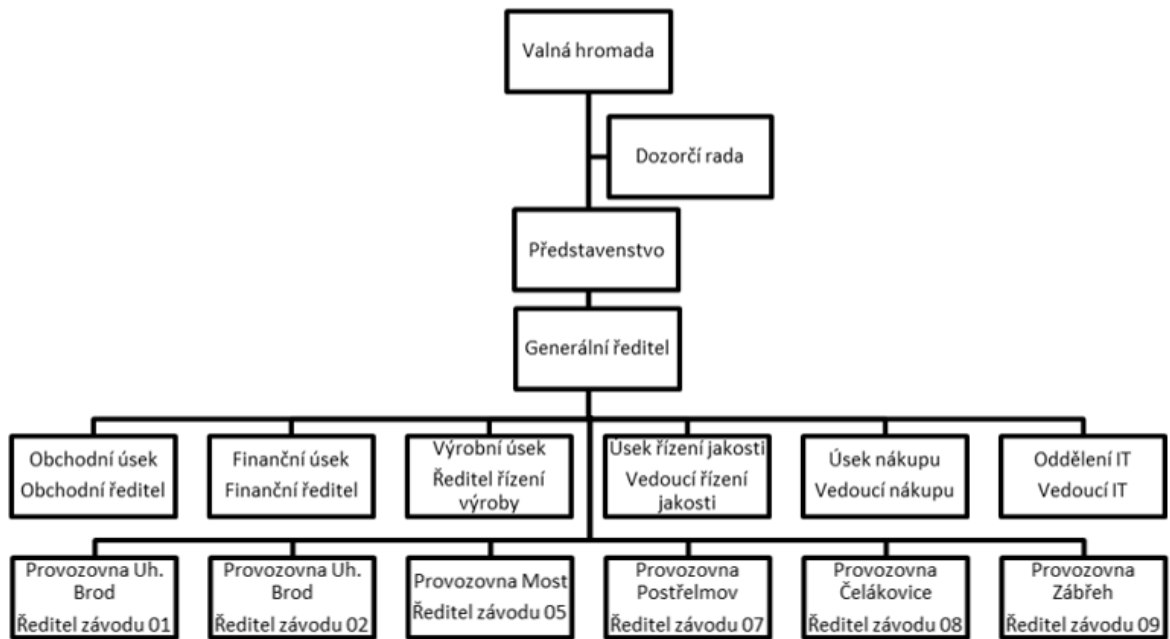 Valná hromada
Dozorčí rada
Představenstvo
Generální ředitel
Obchodní úsek
Obchodní ředitel
Finanční úsek
Finanční ředitel
Výrobní úsek
Ředitel řízení
výroby
Úsek řízení jakosti
Vedoucí řízení
jakosti
Úsek nákupu
Vedoucí nákupu
Oddělení IT
Vedoucí IT
Provozovna Uh.
Brod
Ředitel závodu 01
Provozovna Uh.
Brod
Ředitel závodu 02
Provozovna Most
Ředitel závodu 05
Provozovna
Postřelmov
Ředitel závodu 07
Provozovna
Čelákovice
Ředitel závodu 08
Provozovna
Zábřeh
Ředitel závodu 09